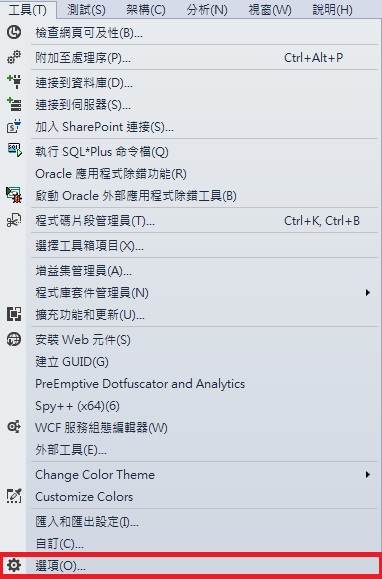 工具(T) 測試(S) 架構(C) 分析(N) 視窗(W) 說明(H)
檢查網頁可及性(B)...
附加至處理序(P)... Ctrl+Alt+P
連接到資料庫(D)...
連接到伺服器(S)...
加入 SharePoint 連接(S)...
執行 SQL*Plus 命令檔(Q)
Oracle 應用程式除錯功能(R)
啟動 Oracle 外部應用程式除錯工具(B)
程式碼片段管理員(T)... Ctrl+K, Ctrl+B
選擇工具箱項目(X)...
增益集管理員(A)...
程式庫套件管理員(N)
擴充功能和更新(U)...
安裝 Web 元件(S)
建立 GUID(G)
PreEmptive Dotfuscator and Analytics
Spy++ (x64)(6)
WCF 服務組態編輯器(W)
外部工具(E)...
Change Color Theme
Customize Colors
匯入和匯出設定(I)...
自訂(C)...
選項(O)...